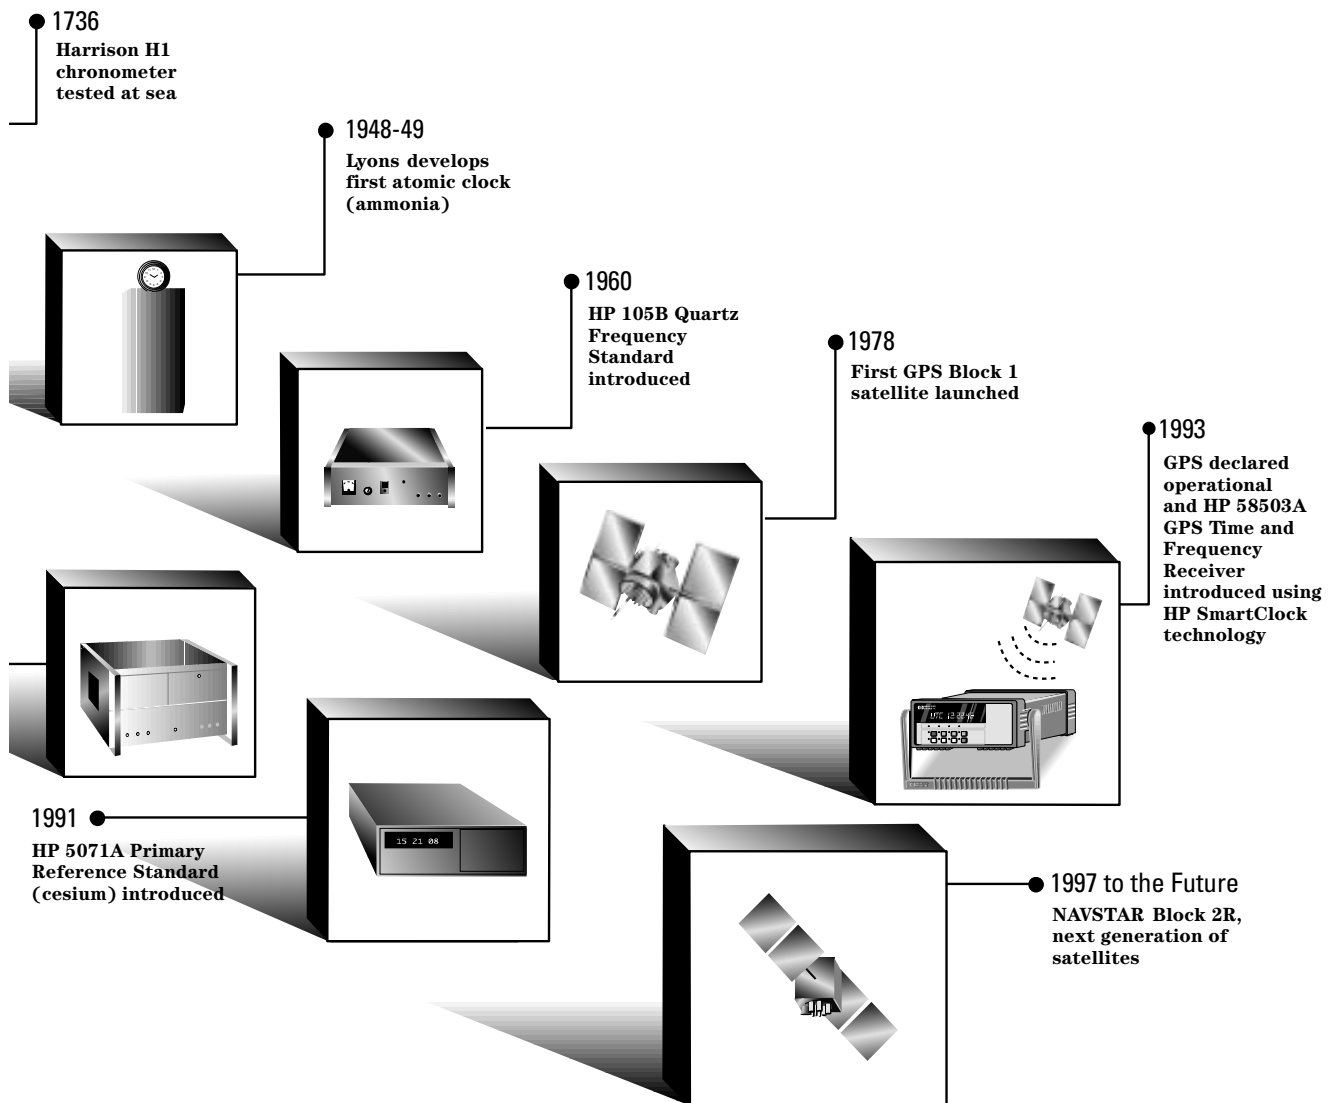 1736
Harrison H1
chronometer
tested at sea
1948-49
Lyons develops
first atomic clock
(ammonia)
1960
HP 105B Quartz
Frequency
Standard
introduced
1978
First GPS Block 1
satellite launched
1993
GPS declared
operational
and HP 58503A
GPS Time and
Frequency
Receiver
introduced using
HP SmartClock
technology
1991
HP 5071A Primary
Reference Standard
(cesium) introduced
15 21 08
1997 to the Future
NAVSTAR Block 2R,
next generation of
satellites